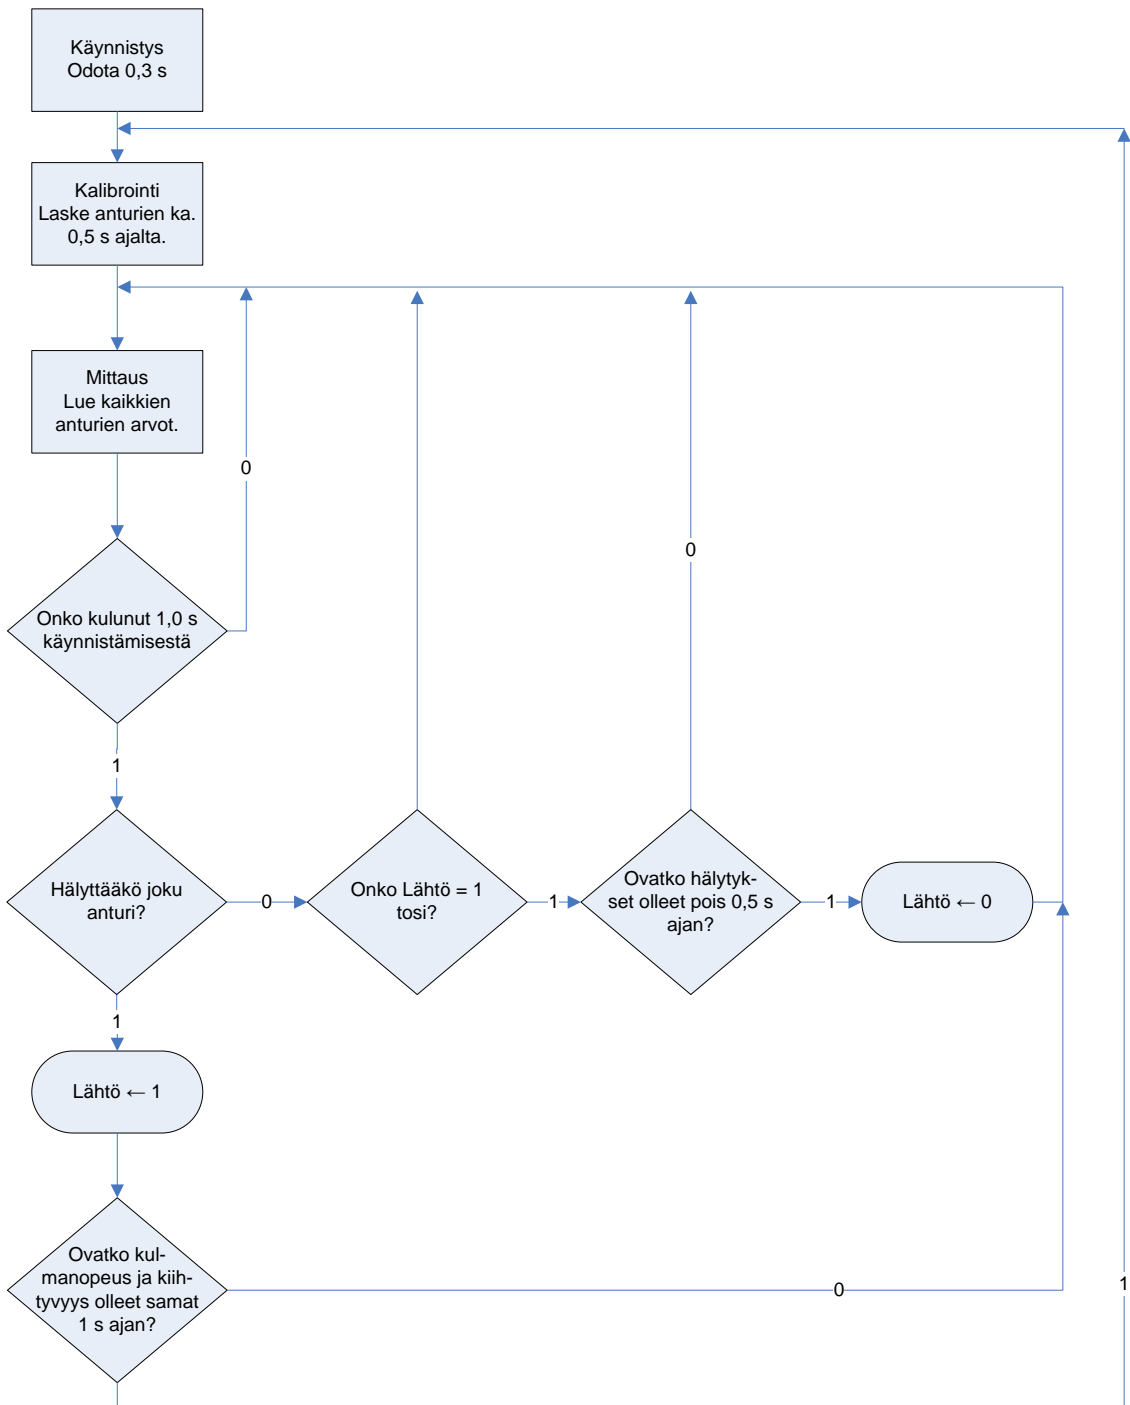 Käynnistys
Odota 0,3 s
Kalibrointi
Laske anturien ka.
0,5 s ajalta.
Mittaus
Lue kaikkien
anturien arvot.
0
0
Onko kulunut 1,0 s
käynnistämisestä
1
Hälyttääkö joku
anturi?
0
Onko Lähtö = 1
tosi?
1
Ovatko hälytyk-
set olleet pois 0,5 s
ajan?
1
Lähtö ← 0
1
Lähtö ← 1
Ovatko kul-
manopeus ja kiih-
tyvyys olleet samat
1 s ajan?
0
1